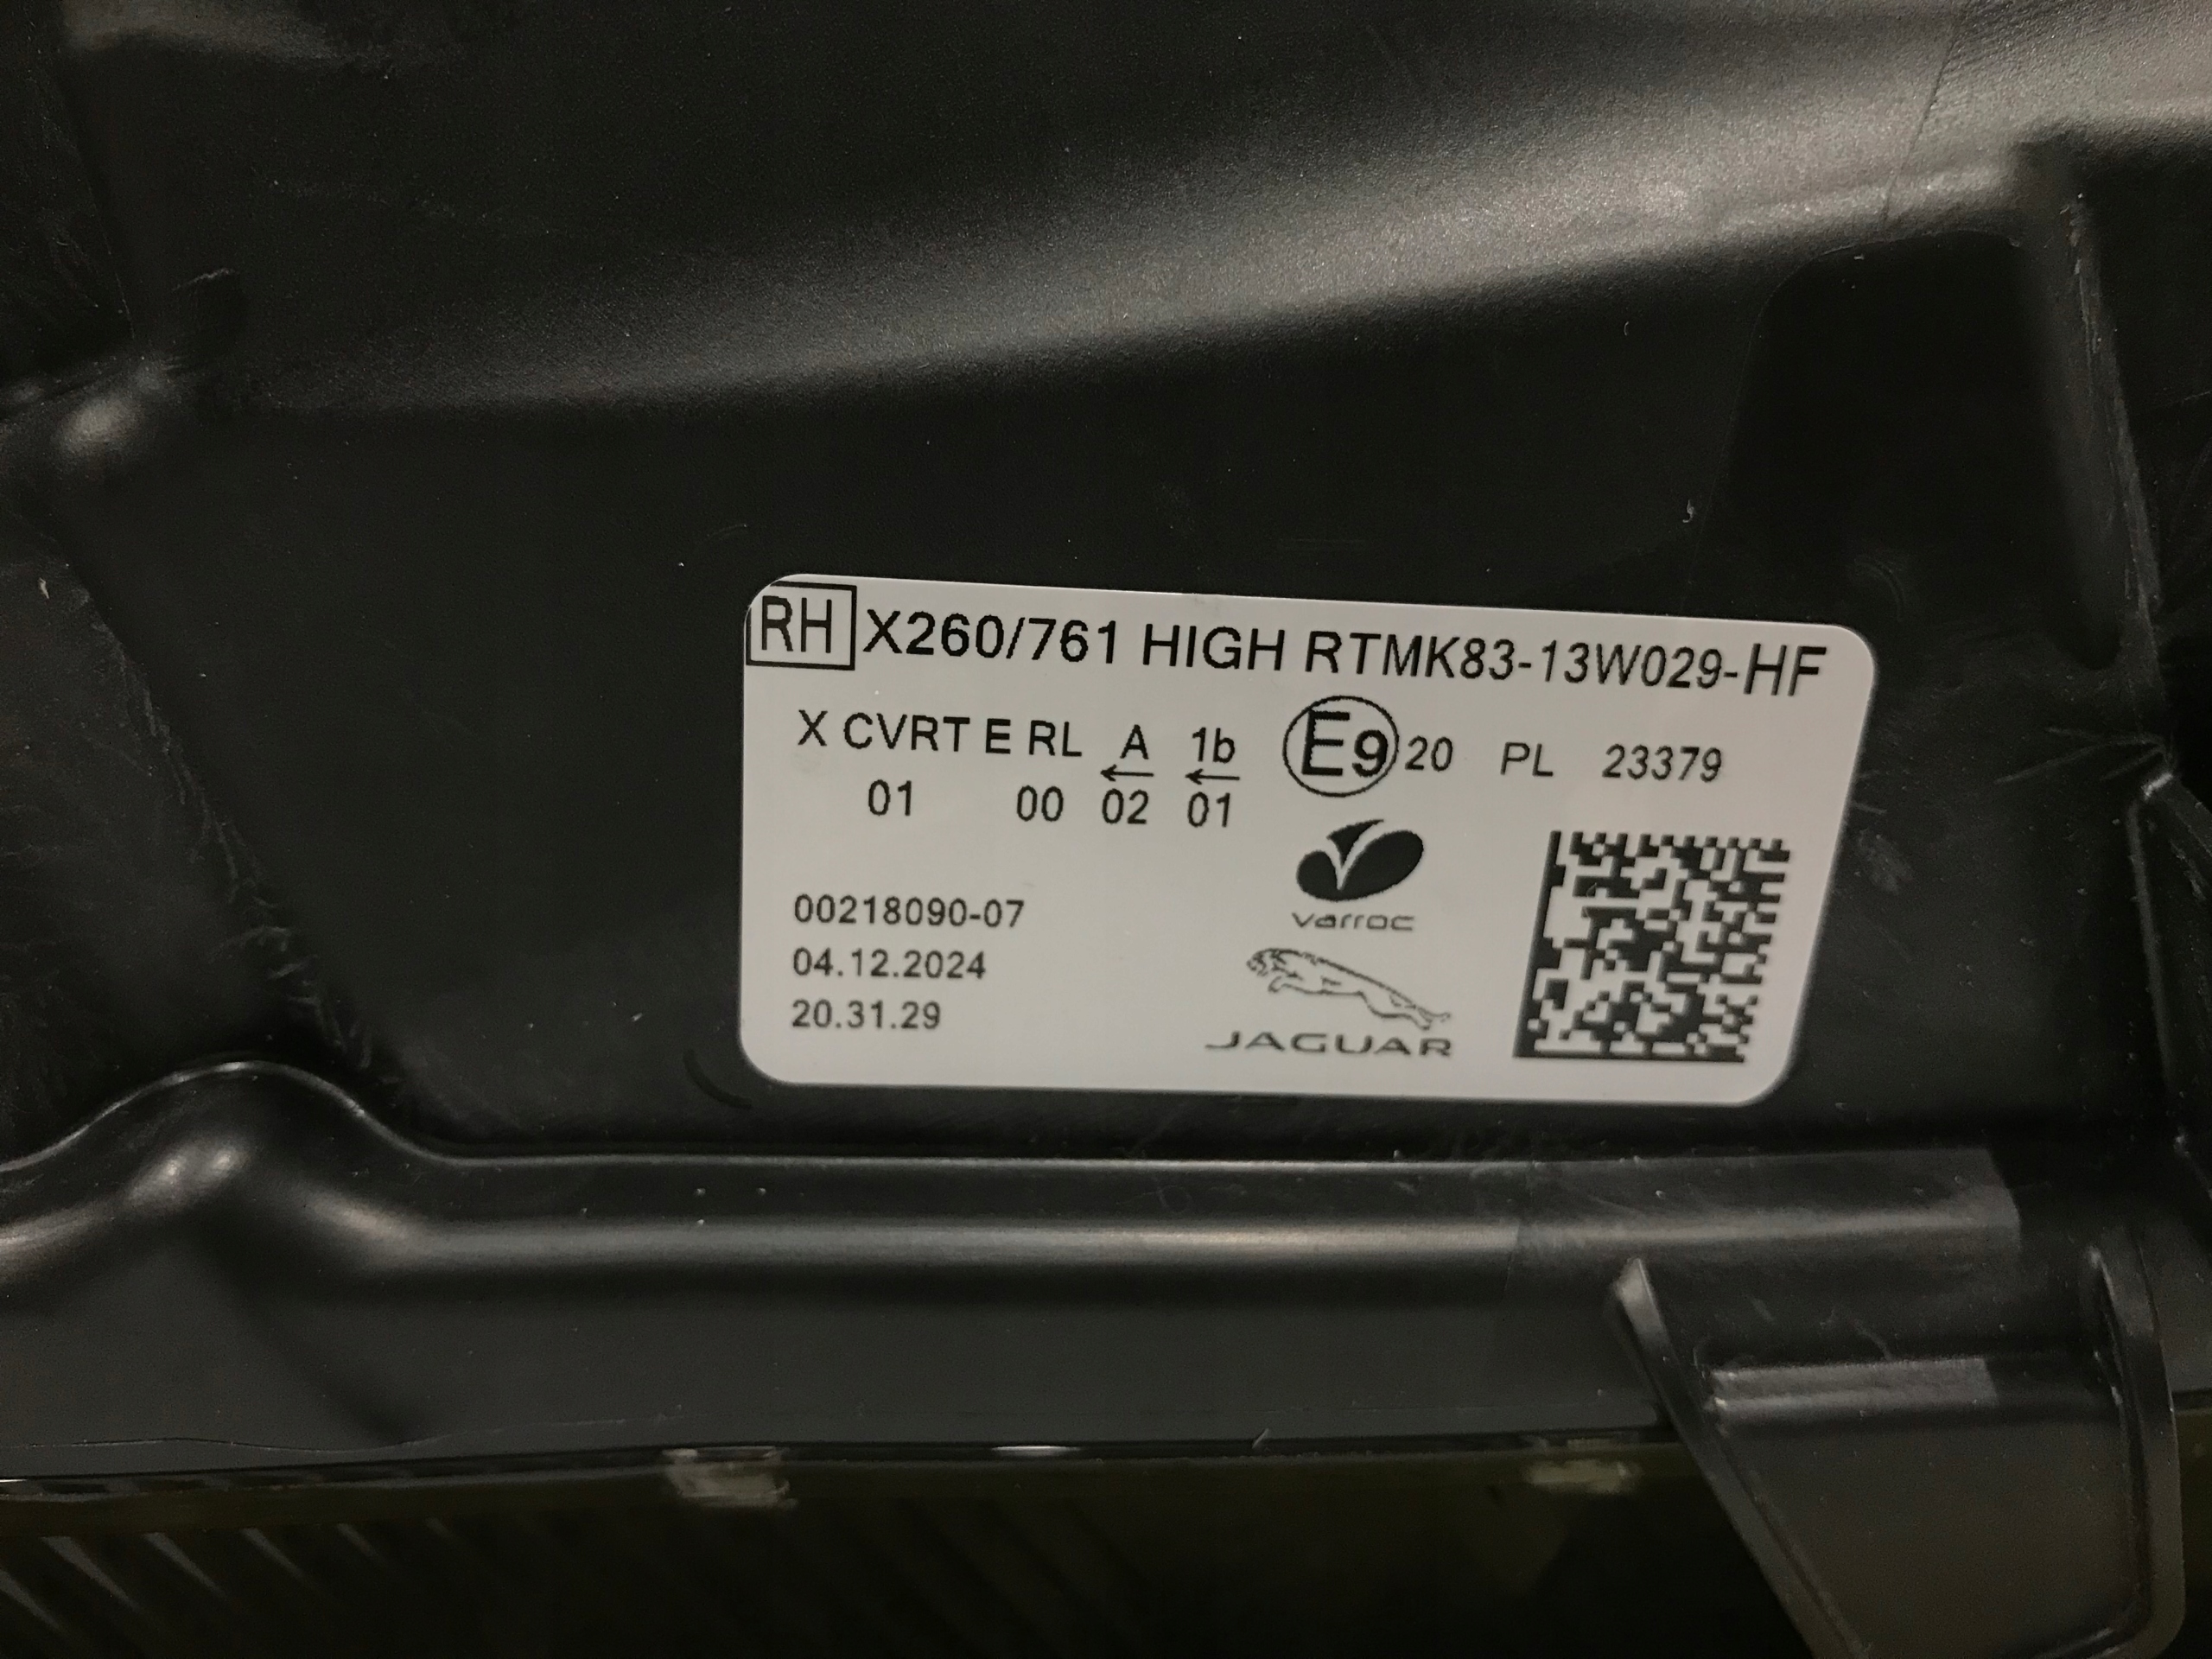 RH X260/761 HIGH RTMK83-13W029-HF
X CVRT E RL A 1b E9 20 PL 23379
← ←
01 00 02 01
varroc
00218090-07
04.12.2024
20.31.29
JAGUAR